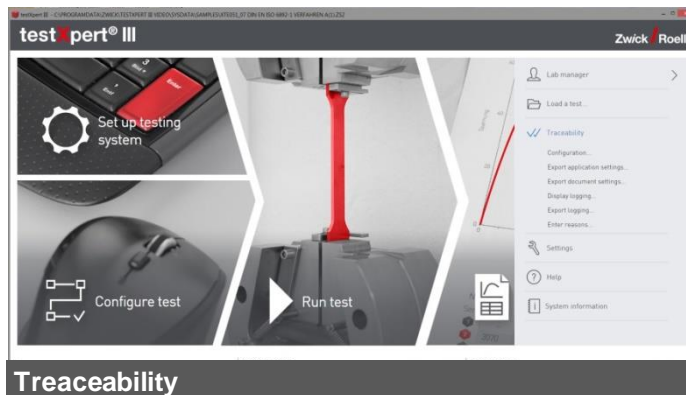 testXpert® III
Zwick Roell
Set up testing
system
Configure test
Run test
Lab manager
Load a test...
Traceability
Configuration...
Export application settings...
Export document settings...
Display logging...
Export logging...
Enter reasons...
Settings
Help
System information
Treaceability